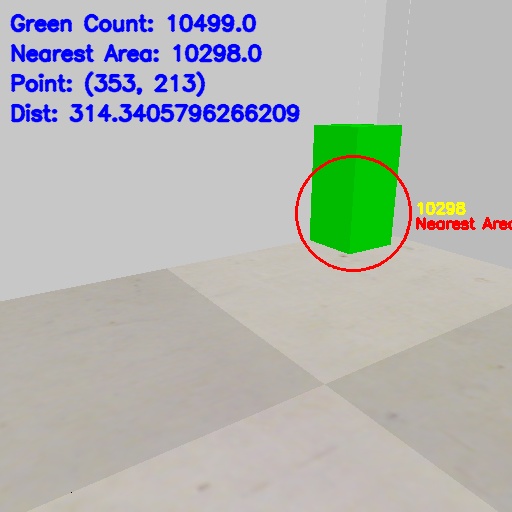 Green Count: 10499.0
Nearest Area: 10298.0
Point: (353, 213)
Dist: 314.3405796266209
10298
Nearest Area